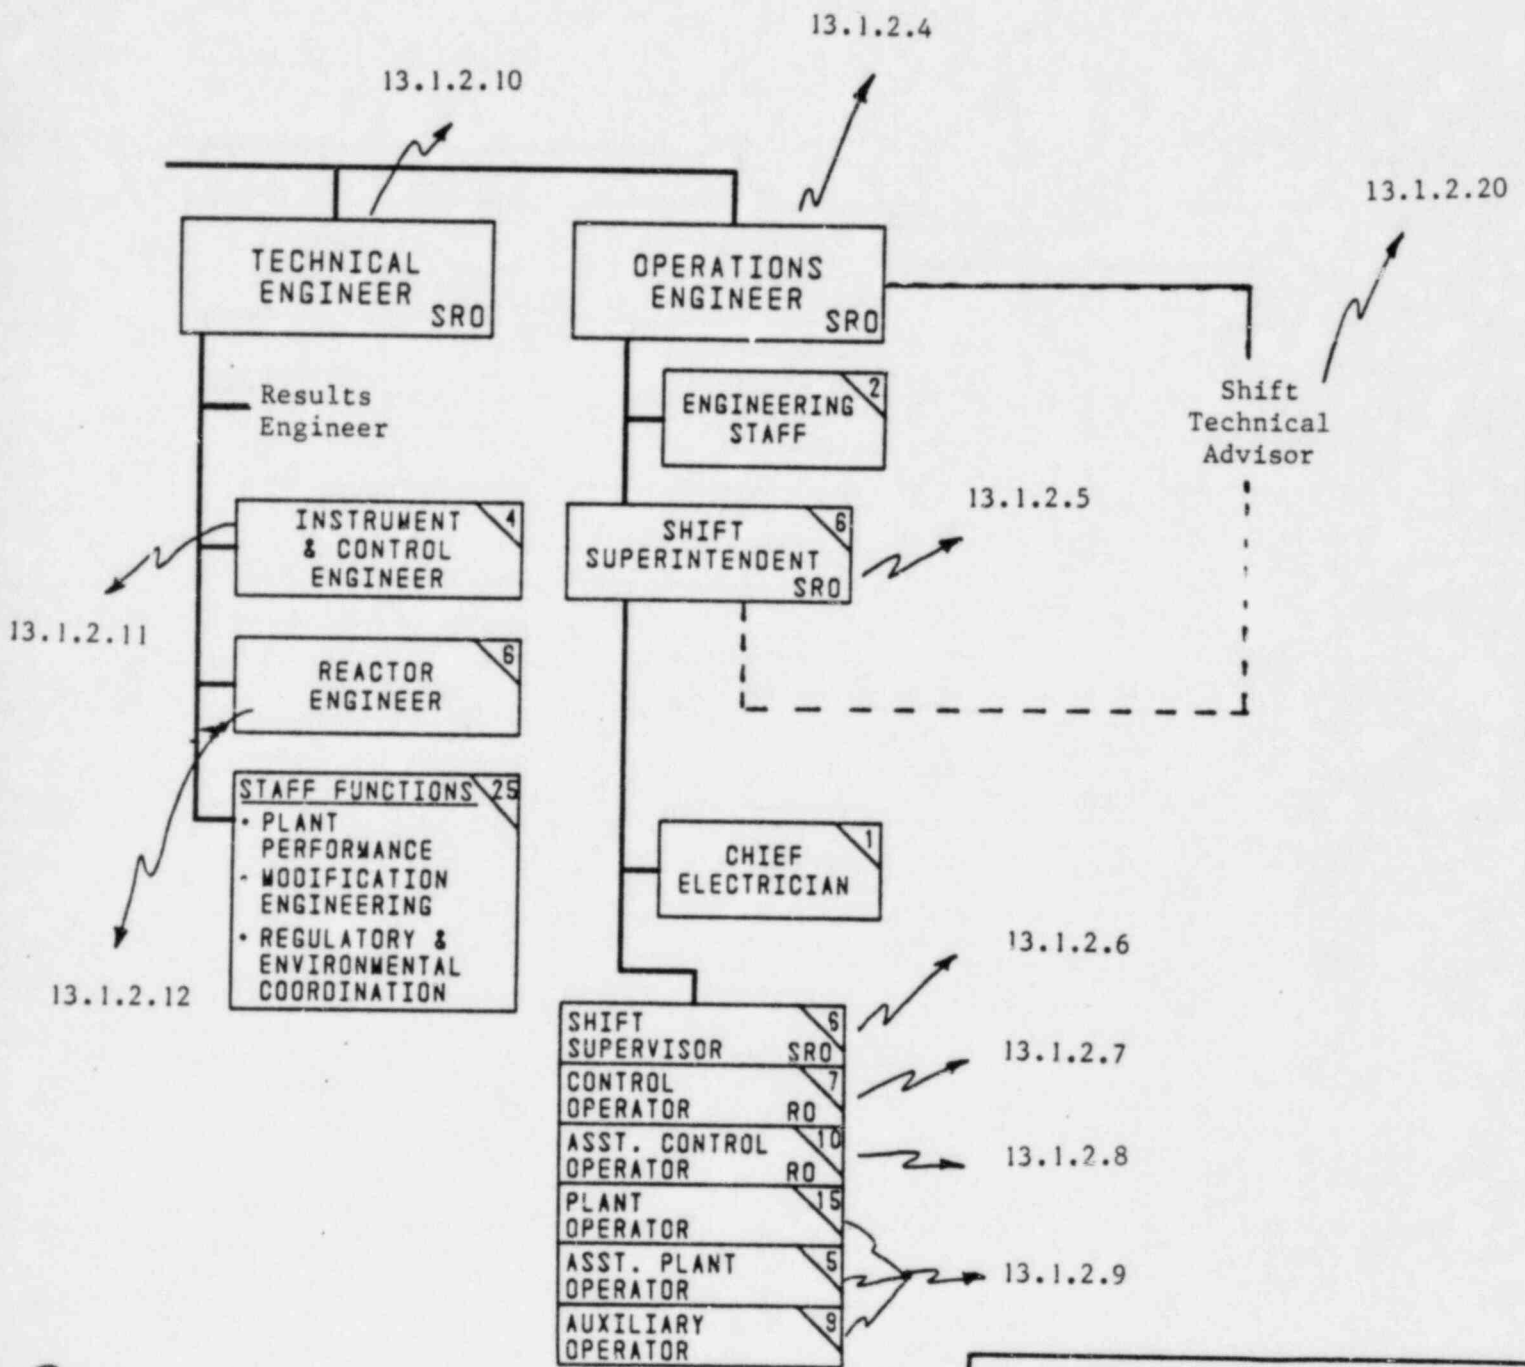 13.1.2.4
13.1.2.10
13.1.2.20
TECHNICAL
ENGINEER
SRO
OPERATIONS
ENGINEER
SRO
Results
Engineer
2
ENGINEERING
STAFF
Shift
Technical
Advisor
4
INSTRUMENT
& CONTROL
ENGINEER
6
SHIFT
SUPERINTENDENT
SRO
13.1.2.5
13.1.2.11
6
REACTOR
ENGINEER
STAFF FUNCTIONS 25
• PLANT
PERFORMANCE
- MODIFICATION
ENGINEERING
• REGULATORY &
ENVIRONMENTAL
COORDINATION
13.1.2.12
1
CHIEF
ELECTRICIAN
SHIFT 6
SUPERVISOR SRO
13.1.2.6
CONTROL 7
OPERATOR RO
13.1.2.7
ASST. CONTROL 10
OPERATOR RO
13.1.2.8
PLANT 15
OPERATOR
ASST. PLANT 5
OPERATOR
13.1.2.9
AUXILIARY 9
OPERATOR